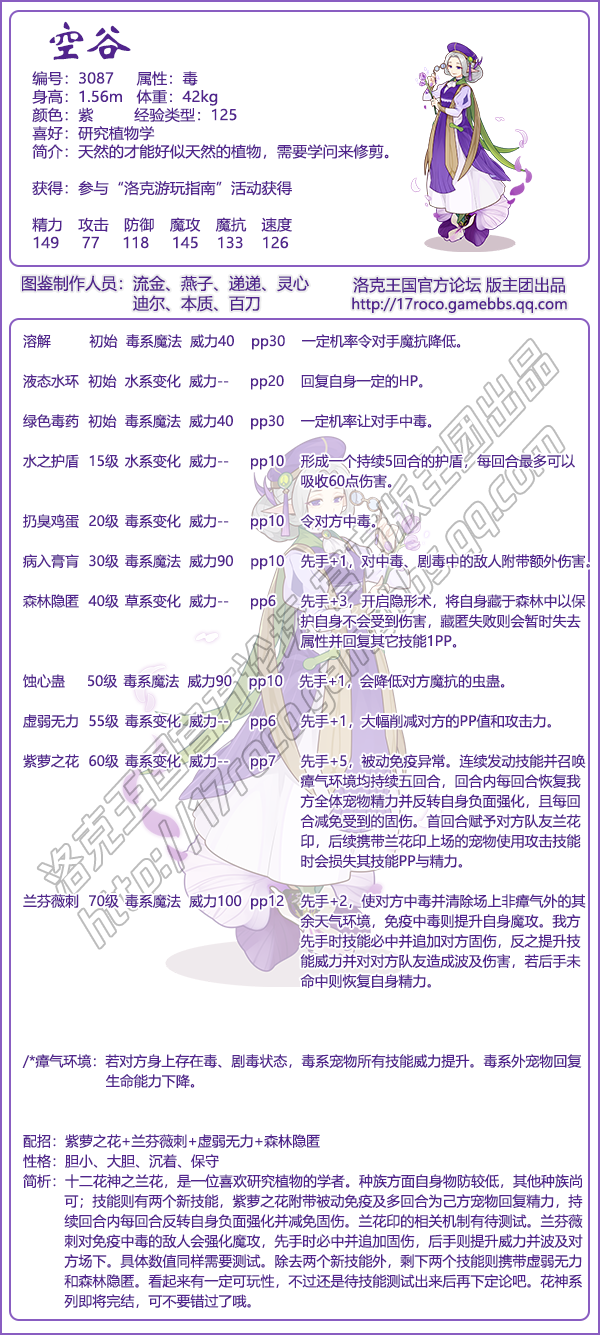 空谷
编号：3087 属性：毒
身高：1.56m 体重：42kg
颜色：紫 经验类型：125
喜好：研究植物学
简介：天然的才能好似天然的植物，需要学问来修剪。
获得：参与“洛克游玩指南”活动获得
精力 攻击 防御 魔攻 魔抗 速度
149 77 118 145 133 126
图鉴制作人员：流金、燕子、递递、灵心
迪尔、本质、百刀
洛克王国官方论坛 版主团出品
http://17roco.gamebbs.qq.com
溶解 初始 毒系魔法 威力40 pp30 一定机率令对手魔抗降低。
液态水环 初始 水系变化 威力-- pp20 回复自身一定的HP。
绿色毒药 初始 毒系魔法 威力40 pp30 一定机率让对手中毒。
水之护盾 15级 水系变化 威力-- pp10 形成一个持续5回合的护盾，每回合最多可以
吸收60点伤害。
扔臭鸡蛋 20级 毒系变化 威力-- pp10 令对方中毒。
病入膏肓 30级 毒系魔法 威力90 pp10 先手+1，对中毒、剧毒中的敌人附带额外伤害。
森林隐匿 40级 草系变化 威力-- pp6 先手+3，开启隐形术，将自身藏于森林中以保
护自身不会受到伤害，藏匿失败则会暂时失去
属性并回复其它技能1PP。
蚀心蛊 50级 毒系魔法 威力90 pp10 先手+1，会降低对方魔抗的虫蛊。
虚弱无力 55级 毒系变化 威力-- pp6 先手+1，大幅削减对方的PP值和攻击力。
紫萝之花 60级 毒系变化 威力-- pp7 先手+5，被动免疫异常。连续发动技能并召唤
瘴气环境均持续五回合，回合内每回合恢复我
方全体宠物精力并反转自身负面强化，且每回
合减免受到的固伤。首回合赋予对方队友兰花
印，后续携带兰花印上场的宠物使用攻击技能
时会损失其技能PP与精力。
兰芬薇刺 70级 毒系魔法 威力100 pp12 先手+2，使对方中毒并清除场上非瘴气外的其
余天气环境，免疫中毒则提升自身魔攻。我方
先手时技能必中并追加对方固伤，反之提升技
能威力并对对方队友造成波及伤害，若后手未
命中则恢复自身精力。
/*瘴气环境：若对方身上存在毒、剧毒状态，毒系宠物所有技能威力提升。毒系外宠物回复
生命能力下降。
配招：紫萝之花+兰芬薇刺+虚弱无力+森林隐匿
性格：胆小、大胆、沉着、保守
简析：十二花神之兰花，是一位喜欢研究植物的学者。种族方面自身物防较低，其他种族尚
可；技能则有两个新技能，紫萝之花附带被动免疫及多回合为己方宠物回复精力，持
续回合内每回合反转自身负面强化并减免固伤。兰花印的相关机制有待测试。兰芬薇
刺对免疫中毒的敌人会强化魔攻，先手时必中并追加固伤，后手则提升威力并波及对
方场下。具体数值同样需要测试。除去两个新技能外，剩下两个技能则携带虚弱无力
和森林隐匿。看起来有一定可玩性，不过还是待技能测试出来后再下定论吧。花神系
列即将完结，可不要错过了哦。
洛克王国官方论坛 版主团出品
http://17roco.gamebbs.qq.com